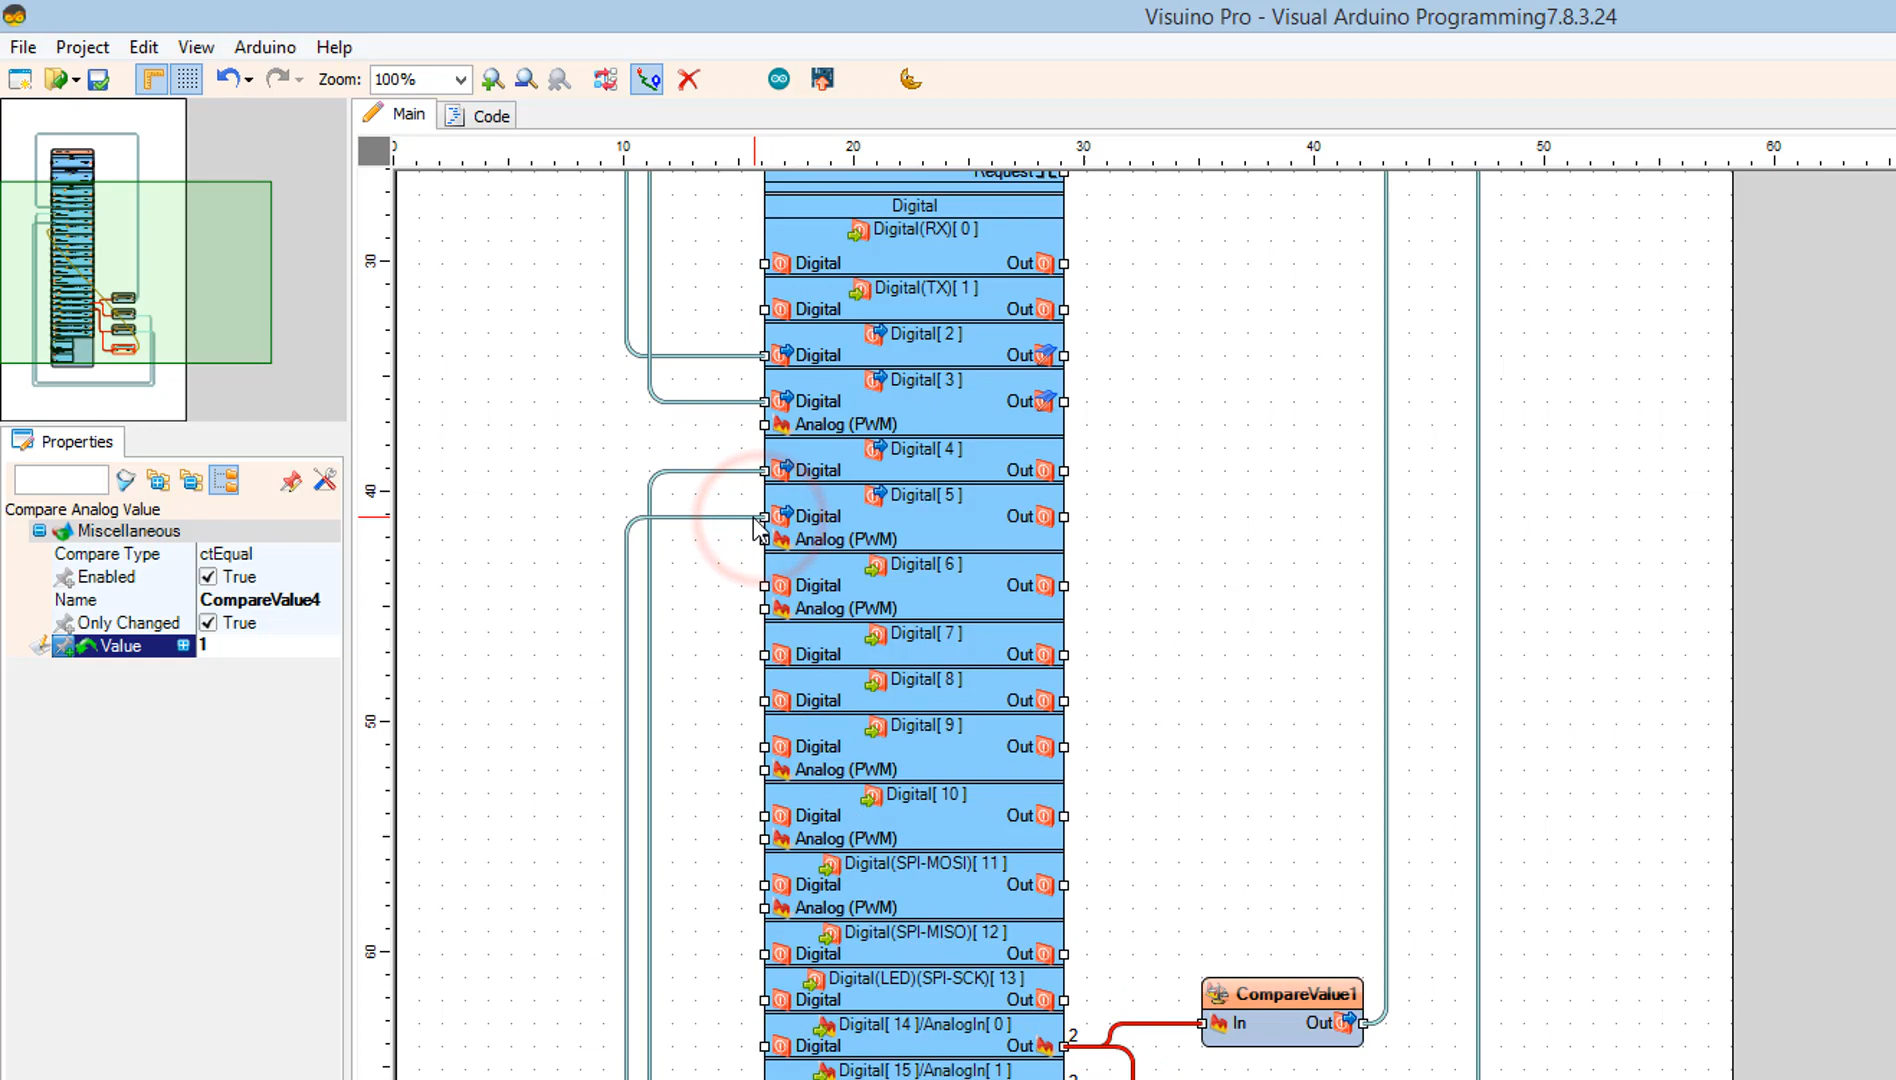 Visuino Pro - Visual Arduino Programming7.8.3.24
File Project Edit View Arduino Help
Zoom: 100%
Main Code
0 10 20 30 40 50 60
30
40
50
60
Properties
Compare Analog Value
Miscellaneous
Compare Type ctEqual
Enabled True
Name CompareValue4
Only Changed True
Value 1
Request
Digital
Digital(RX)[ 0 ]
Digital Out
Digital(TX)[ 1 ]
Digital Out
Digital[ 2 ]
Digital Out
Digital[ 3 ]
Digital Out
Analog (PWM)
Digital[ 4 ]
Digital Out
Digital[ 5 ]
Digital Out
Analog (PWM)
Digital[ 6 ]
Digital Out
Analog (PWM)
Digital[ 7 ]
Digital Out
Digital[ 8 ]
Digital Out
Digital[ 9 ]
Digital Out
Analog (PWM)
Digital[ 10 ]
Digital Out
Analog (PWM)
Digital(SPI-MOSI)[ 11 ]
Digital Out
Analog (PWM)
Digital(SPI-MISO)[ 12 ]
Digital Out
Digital(LED)(SPI-SCK)[ 13 ]
Digital Out
Digital[ 14 ]/AnalogIn[ 0 ]
Digital Out 2
Digital[ 15 ]/AnalogIn[ 1 ]
CompareValue1
In Out